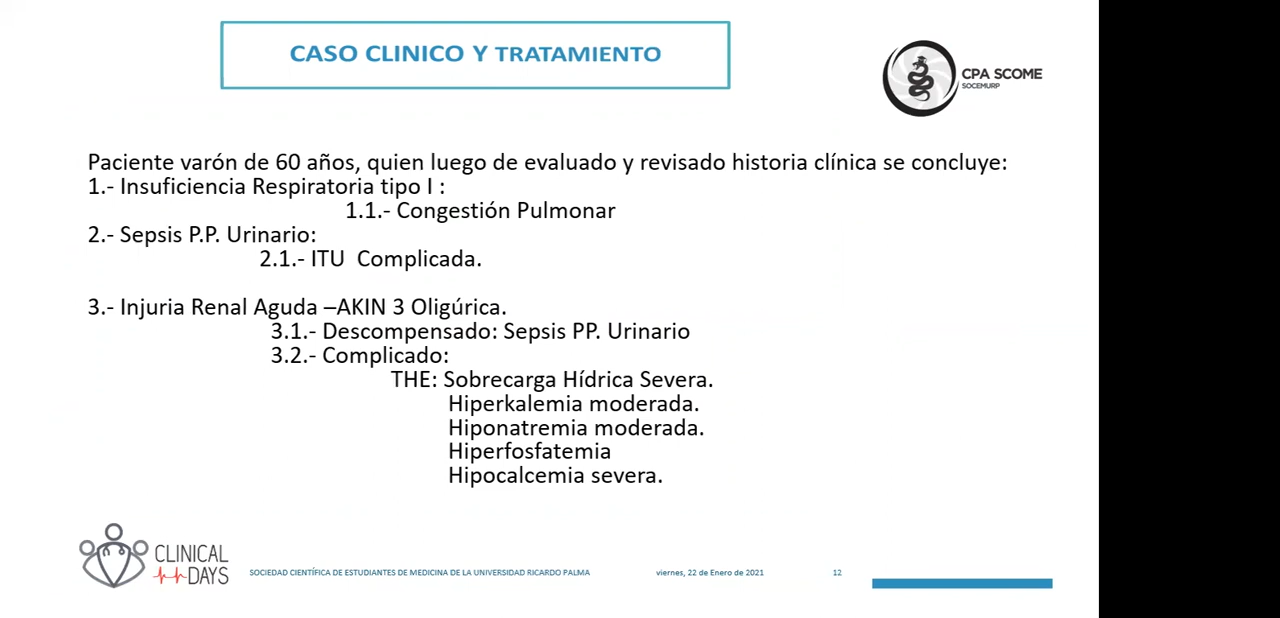 CASO CLINICO Y TRATAMIENTO
CPA SCOME
SOCEMURP
Paciente varón de 60 años, quien luego de evaluado y revisado historia clínica se concluye:
1.- Insuficiencia Respiratoria tipo I :
1.1.- Congestión Pulmonar
2.- Sepsis P.P. Urinario:
2.1.- ITU Complicada.
3.- Injuria Renal Aguda –AKIN 3 Oligúrica.
3.1.- Descompensado: Sepsis PP. Urinario
3.2.- Complicado:
THE: Sobrecarga Hídrica Severa.
Hiperkalemia moderada.
Hiponatremia moderada.
Hiperfosfatemia
Hipocalcemia severa.
CLINICAL
DAYS
SOCIEDAD CIENTÍFICA DE ESTUDIANTES DE MEDICINA DE LA UNIVERSIDAD RICARDO PALMA
viernes, 22 de Enero de 2021
12